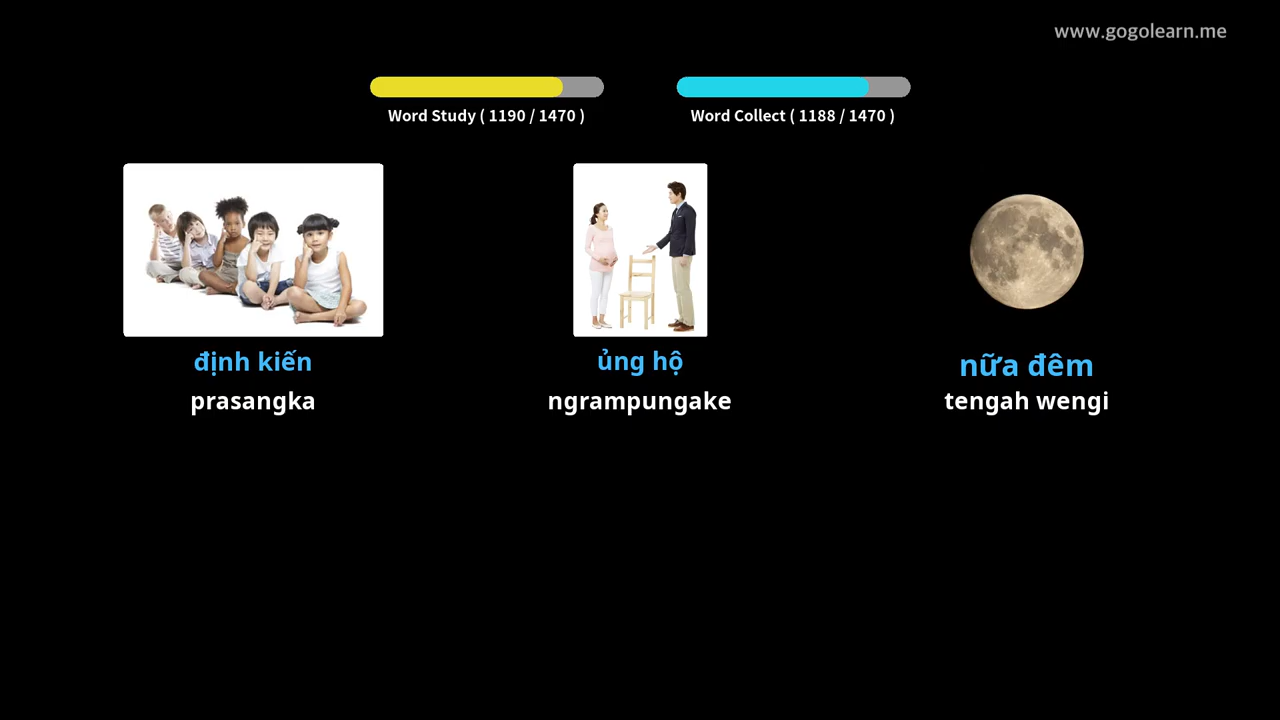 www.gogolearn.me
Word Study ( 1190 / 1470 )
Word Collect ( 1188 / 1470 )
định kiến
prasangka
ủng hộ
ngrampungake
nữa đêm
tengah wengi